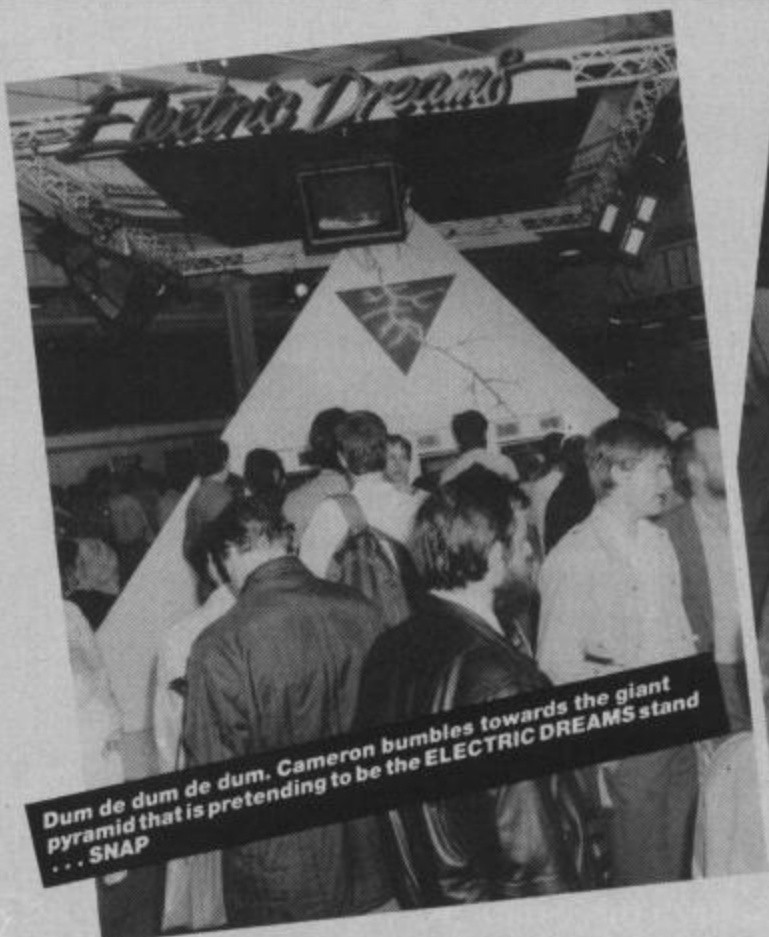 Electric Dreams
Dum de dum de dum. Cameron bumbles towards the giant
pyramid that is pretending to be the ELECTRIC DREAMS stand
. . . SNAP